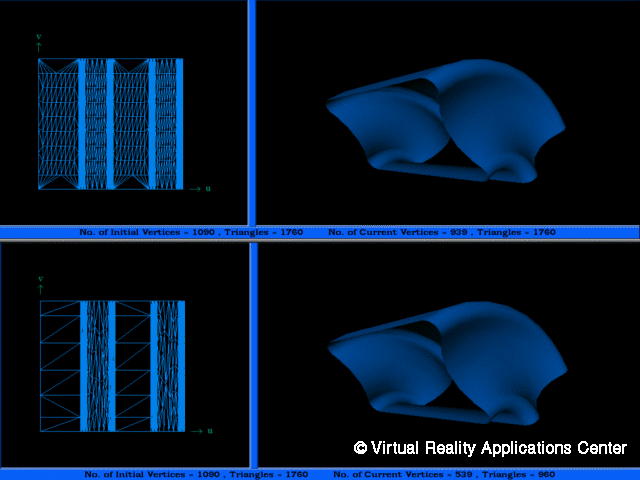 v
u
No. of Initial Vertices - 1090 , Triangles - 1760 No. of Current Vertices - 939 , Triangles - 1760
v
u
© Virtual Reality Applications Center
No. of Initial Vertices - 1090 , Triangles - 1760 No. of Current Vertices - 539 , Triangles - 960